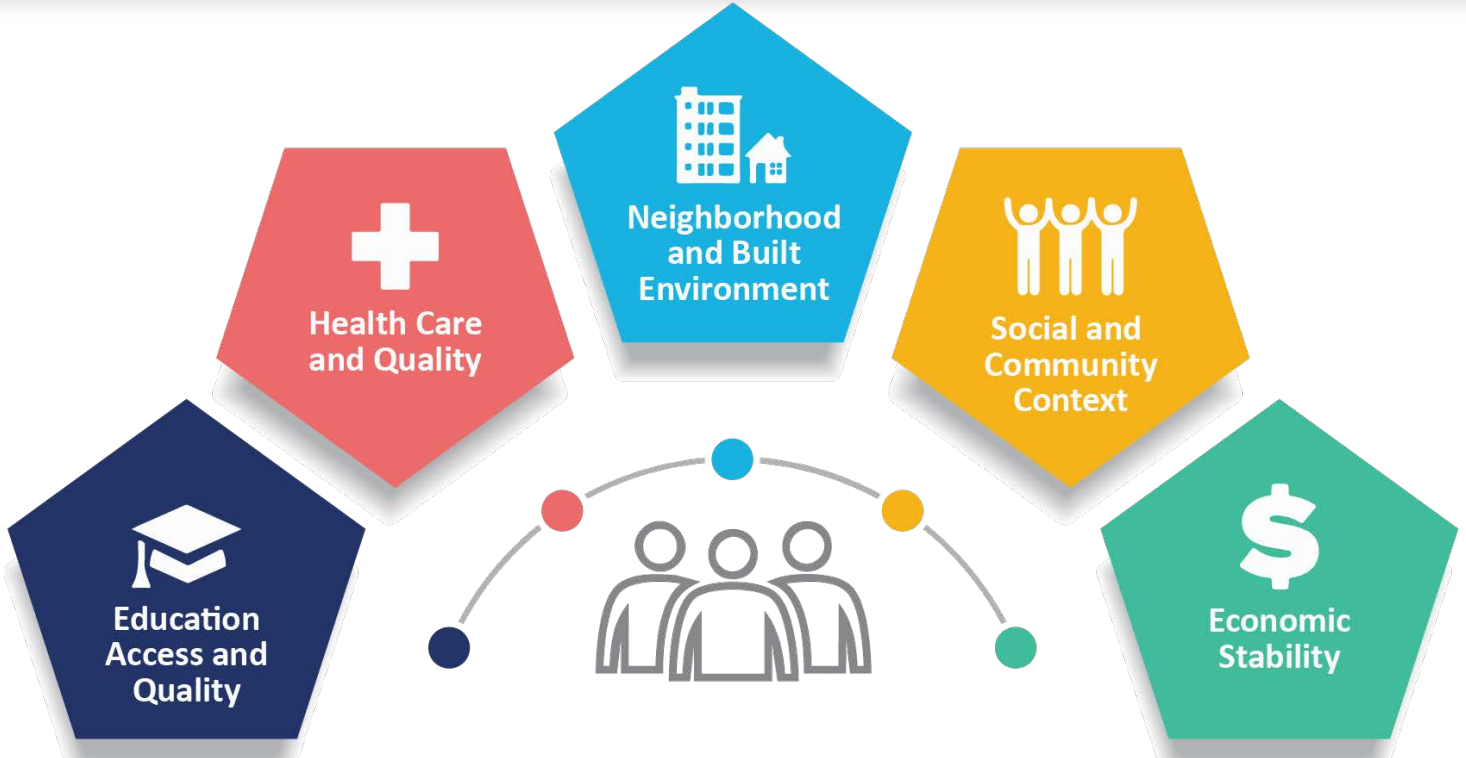 Neighborhood
and Built
Environment
Health Care
and Quality
Social and
Community
Context
Education
Access and
Quality
$
Economic
Stability